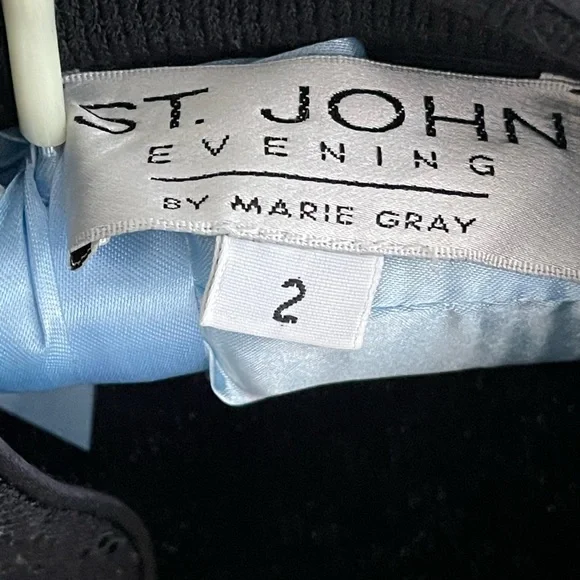 ST. JOHN
EVENING
BY MARIE GRAY
2